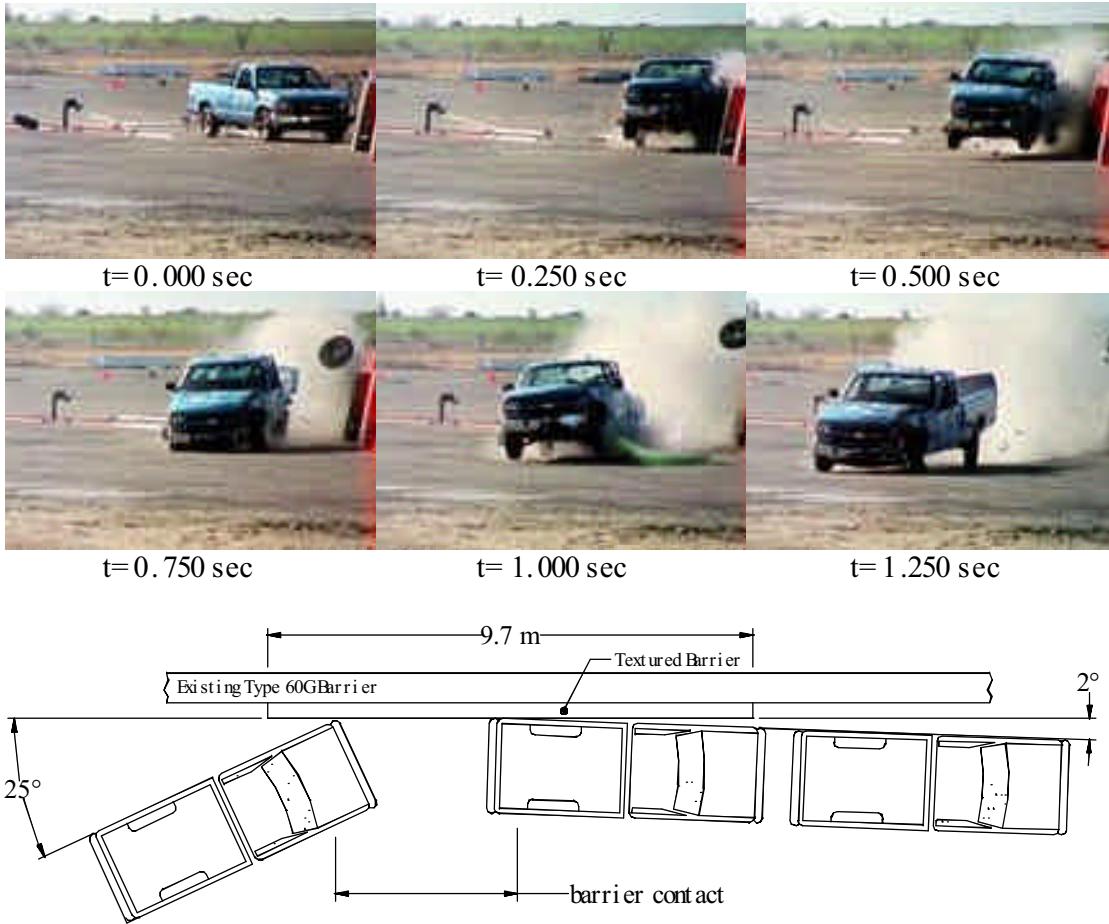 t=0.000 sec
t=0.250 sec
t=0.500 sec
t=0.750 sec
t=1.000 sec
t=1.250 sec
9.7 m
Textured Barrier
Existing Type 60G Barrier
2°
25°
barrier contact